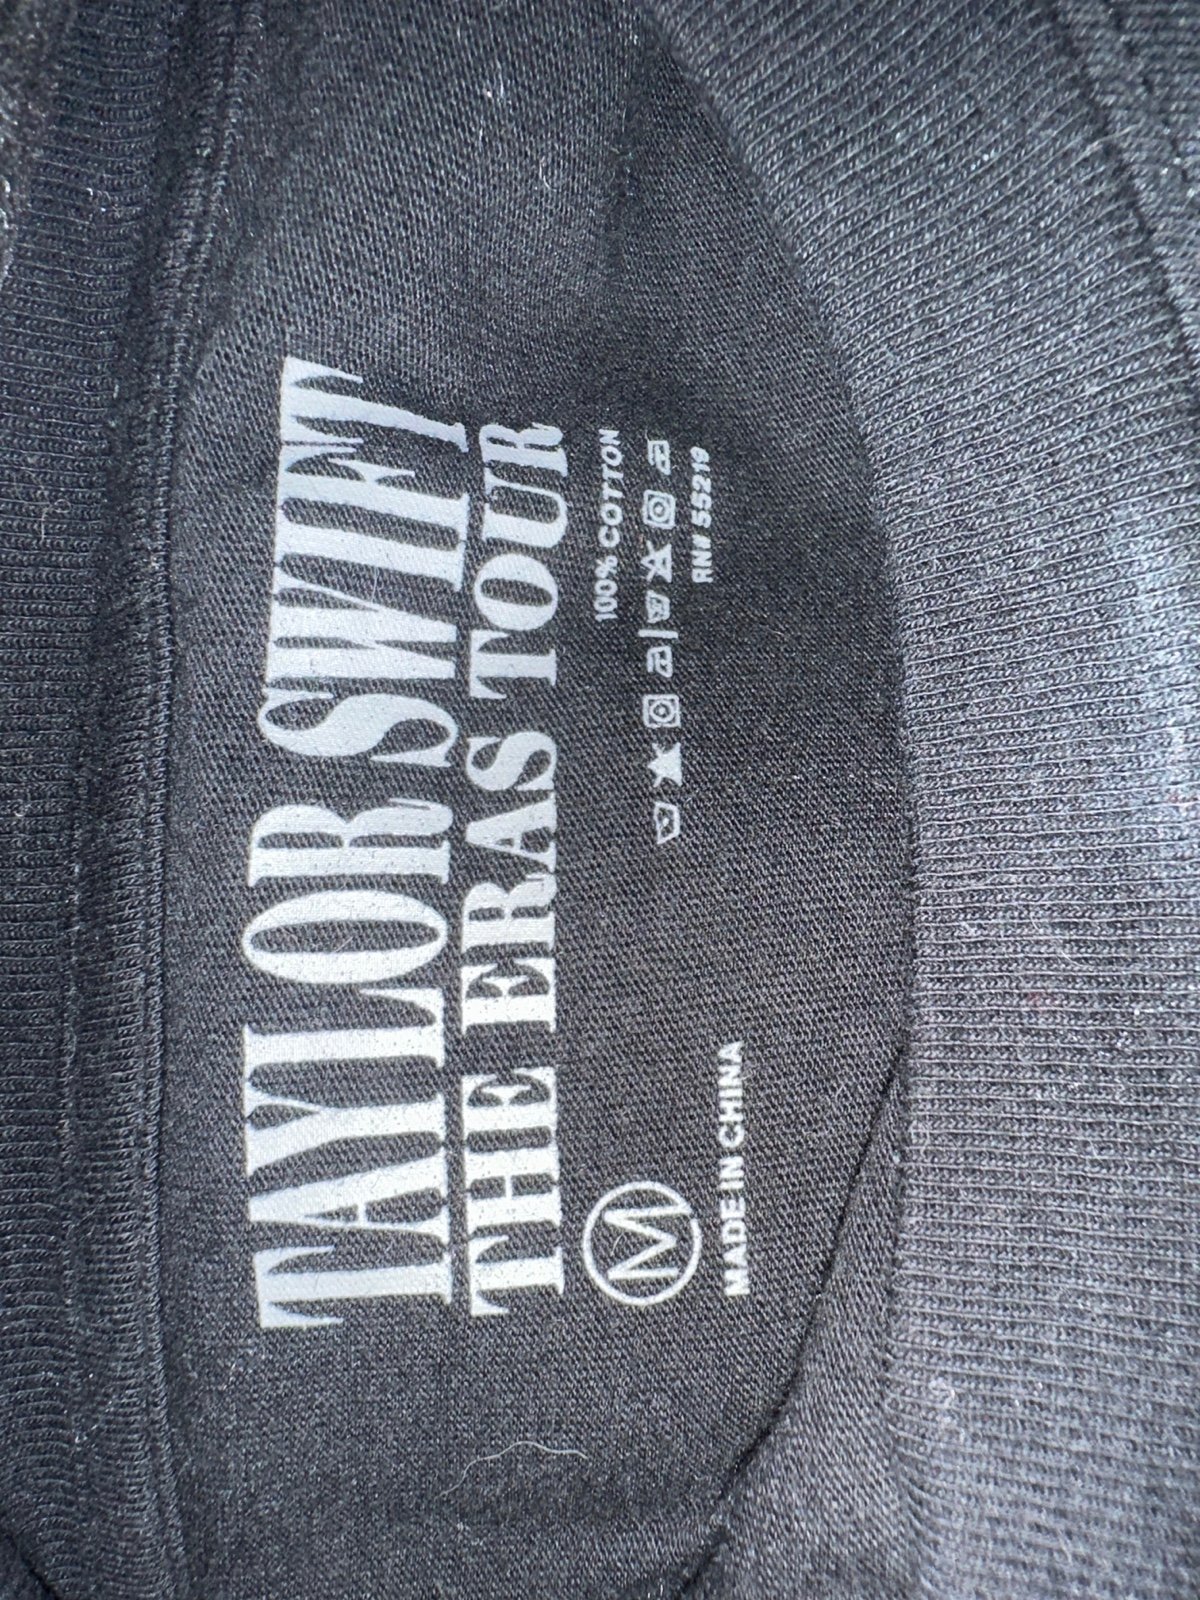 TAYLOR SWIFT
THE ERAS TOUR
M
100% COTTON
RN# 55219
MADE IN CHINA